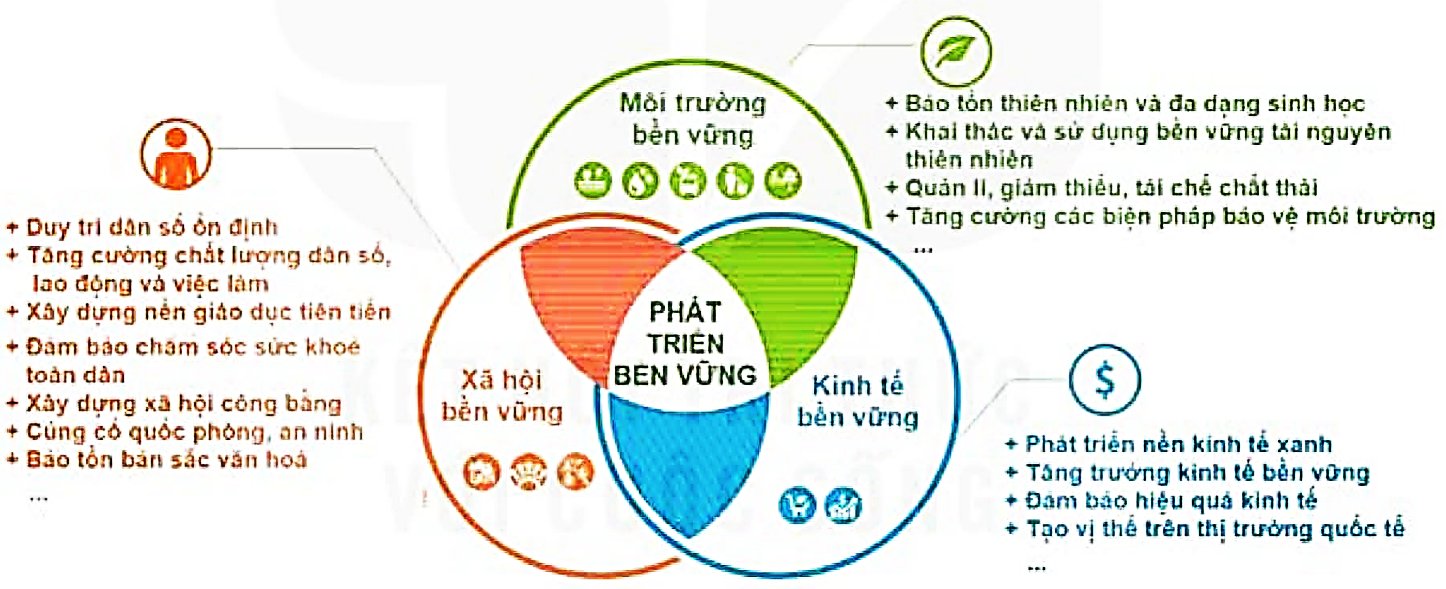 Môi trường
bền vững
+ Bảo tồn thiên nhiên và đa dạng sinh học
+ Khai thác và sử dụng bền vững tài nguyên
thiên nhiên
+ Quản lí, giảm thiểu, tái chế chất thải
+ Tăng cường các biện pháp bảo vệ môi trường
...
+ Duy trì dân số ổn định
+ Tăng cường chất lượng dân số,
lao động và việc làm
+ Xây dựng nền giáo dục tiên tiến
+ Đảm bảo chăm sóc sức khoẻ
toàn dân
+ Xây dựng xã hội công bằng
+ Củng cố quốc phòng, an ninh
+ Bảo tồn bản sắc văn hoá
...
PHÁT
TRIỂN
BỀN VỮNG
Xã hội
bền vững
Kinh tế
bền vững
$
+ Phát triển nền kinh tế xanh
+ Tăng trưởng kinh tế bền vững
+ Đảm bảo hiệu quả kinh tế
+ Tạo vị thế trên thị trường quốc tế
...